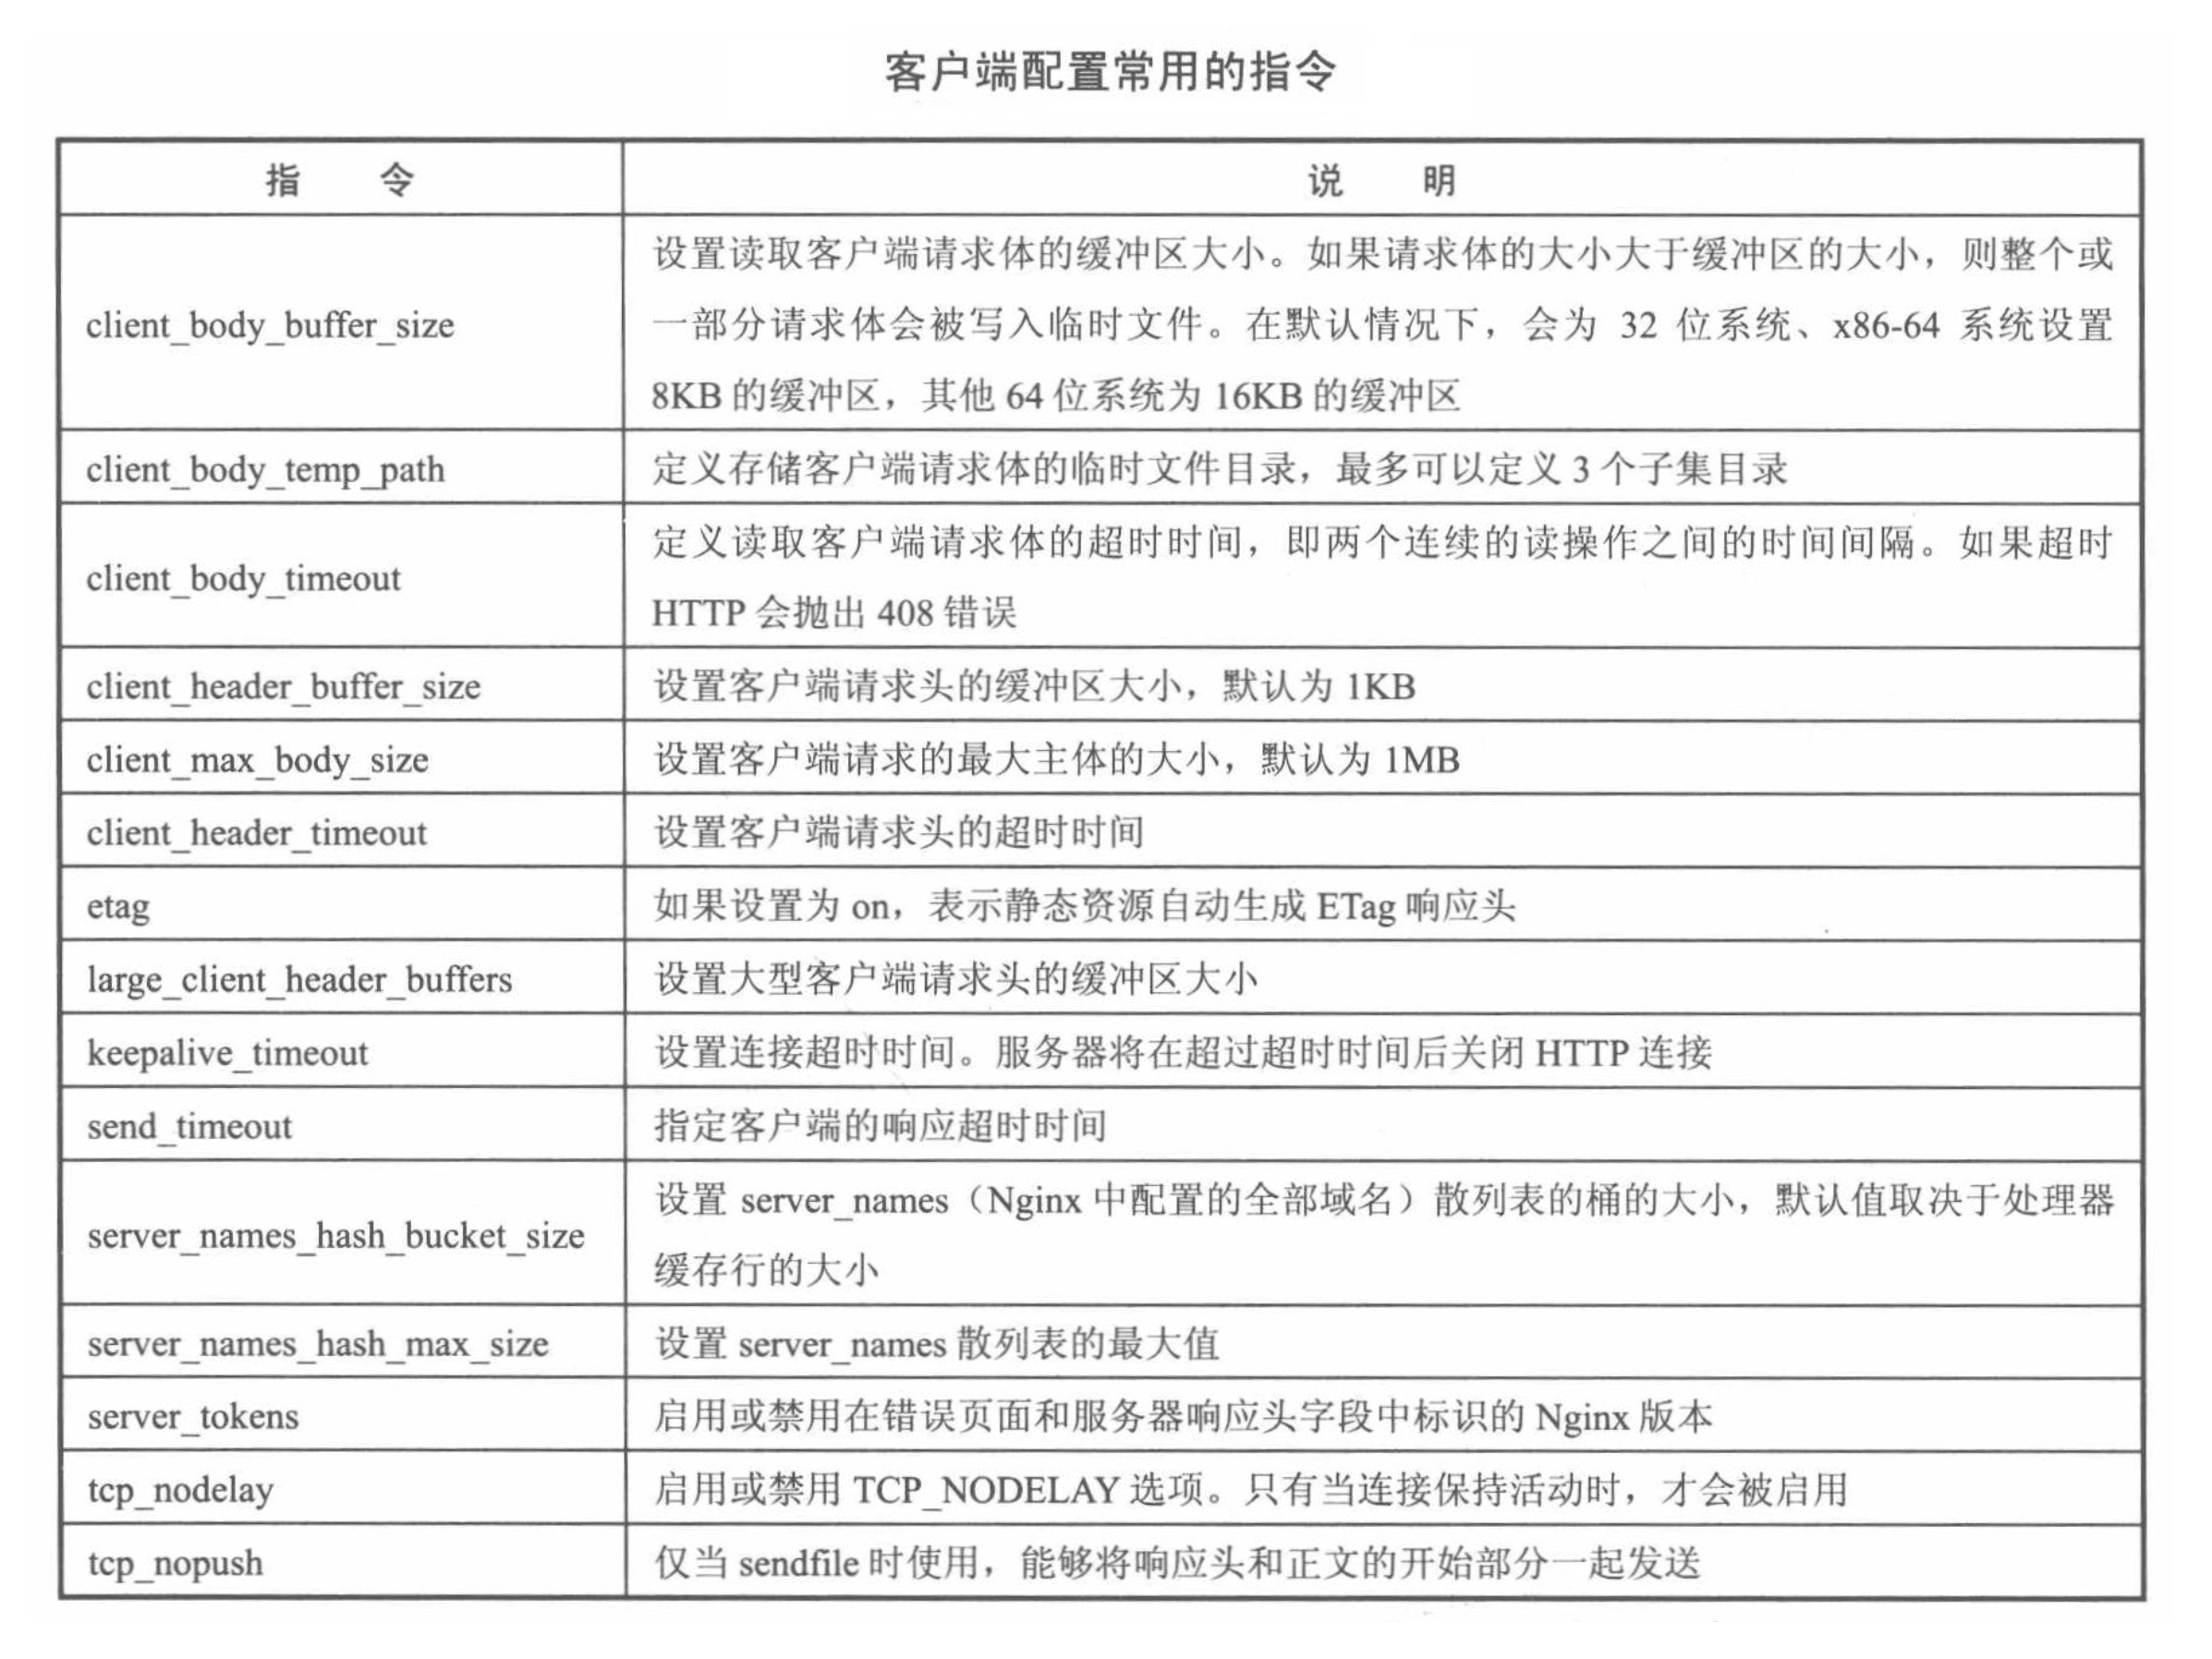 客户端配置常用的指令
指 令
说 明
client_body_buffer_size
设置读取客户端请求体的缓冲区大小。如果请求体的大小大于缓冲区的大小，则整个或
一部分请求体会被写入临时文件。在默认情况下，会为 32 位系统、x86-64 系统设置
8KB 的缓冲区，其他 64 位系统为 16KB 的缓冲区
client_body_temp_path
定义存储客户端请求体的临时文件目录，最多可以定义 3 个子集目录
client_body_timeout
定义读取客户端请求体的超时时间，即两个连续的读操作之间的时间间隔。如果超时
HTTP 会抛出 408 错误
client_header_buffer_size
设置客户端请求头的缓冲区大小，默认为 1KB
client_max_body_size
设置客户端请求的最大主体的大小，默认为 1MB
client_header_timeout
设置客户端请求头的超时时间
etag
如果设置为 on，表示静态资源自动生成 ETag 响应头
large_client_header_buffers
设置大型客户端请求头的缓冲区大小
keepalive_timeout
设置连接超时时间。服务器将在超过超时时间后关闭 HTTP 连接
send_timeout
指定客户端的响应超时时间
server_names_hash_bucket_size
设置 server_names（Nginx 中配置的全部域名）散列表的桶的大小，默认值取决于处理器
缓存行的大小
server_names_hash_max_size
设置 server_names 散列表的最大值
server_tokens
启用或禁用在错误页面和服务器响应头字段中标识的 Nginx 版本
tcp_nodelay
启用或禁用 TCP_NODELAY 选项。只有当连接保持活动时，才会被启用
tcp_nopush
仅当 sendfile 时使用，能够将响应头和正文的开始部分一起发送